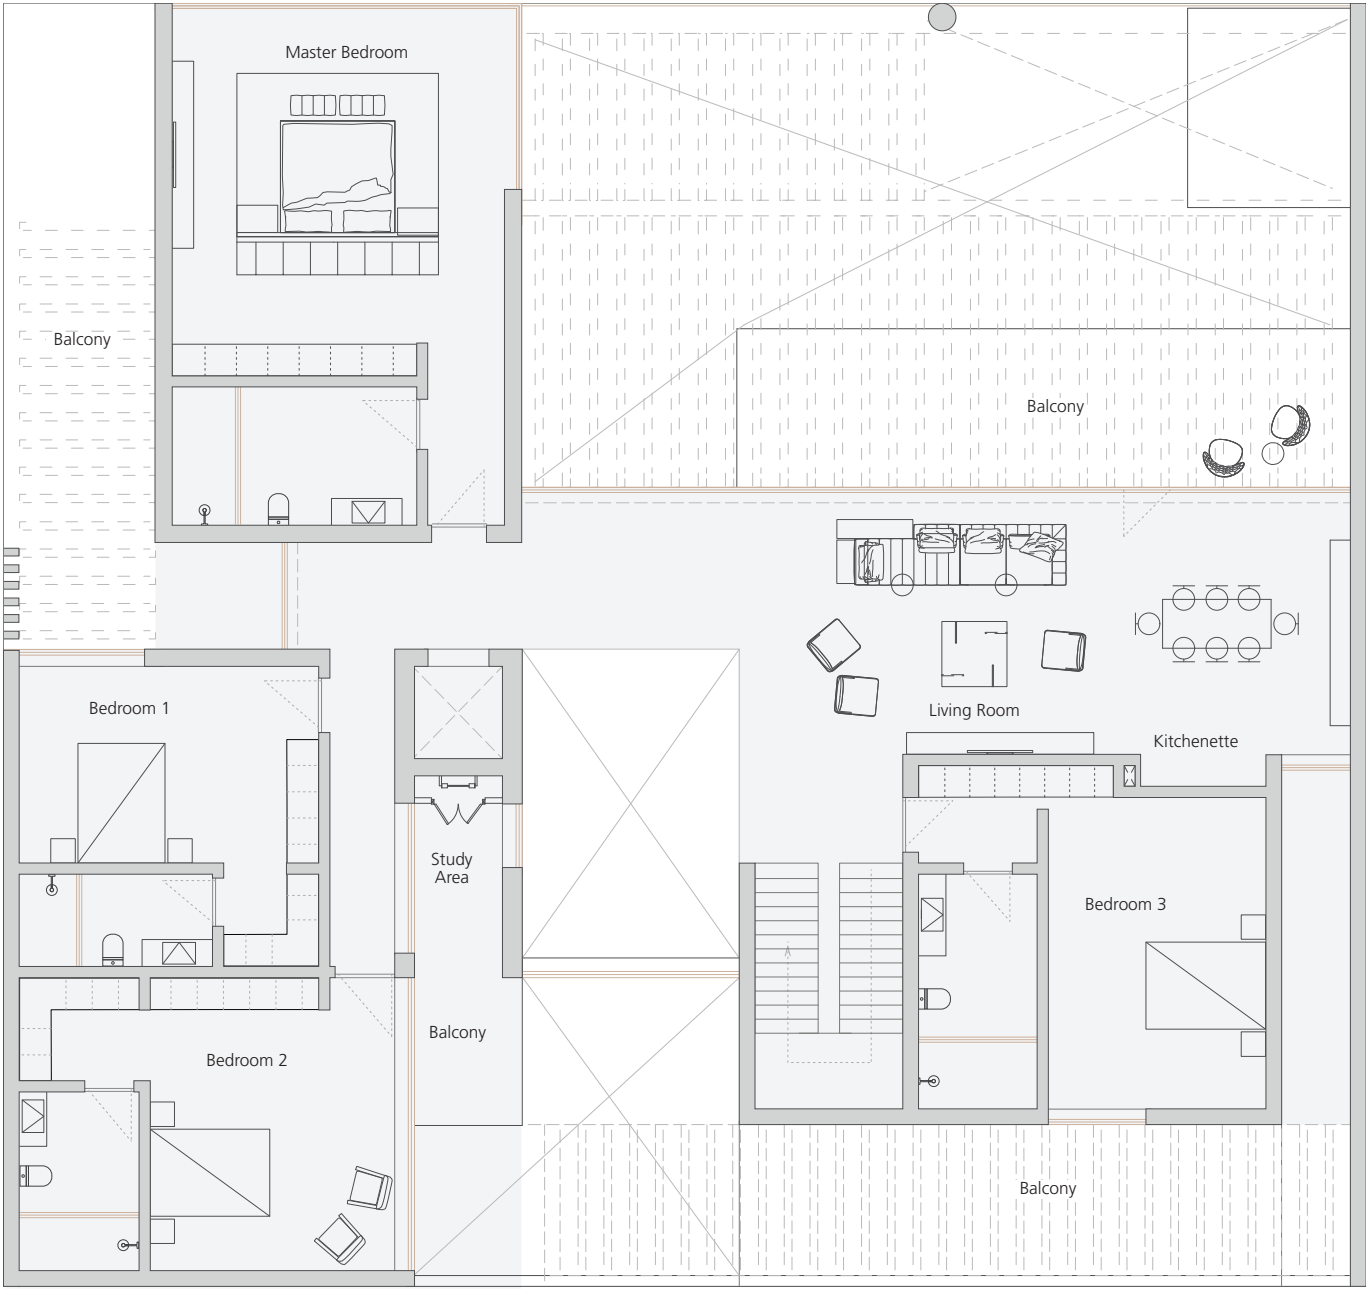 Master Bedroom
Balcony
Balcony
Bedroom 1
Living Room
Kitchenette
Study
Area
Bedroom 3
Balcony
Bedroom 2
Balcony